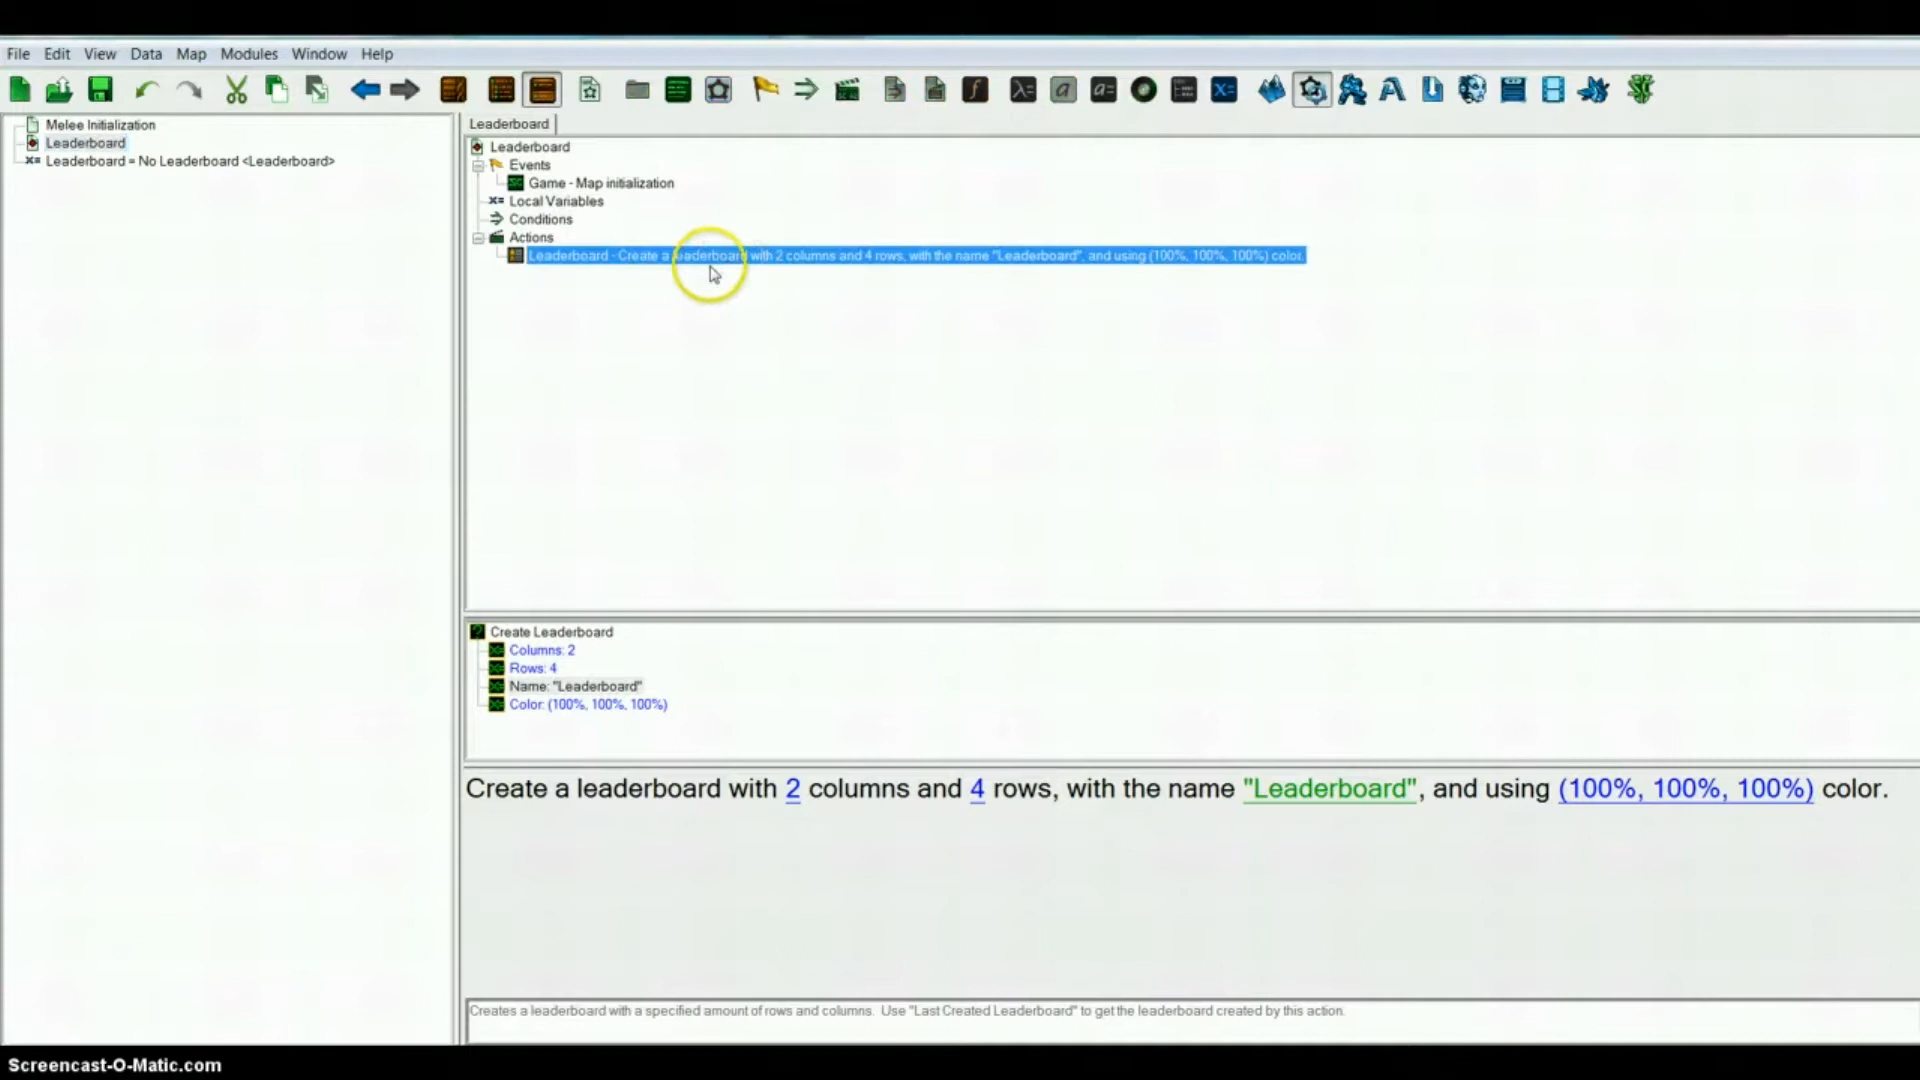 File Edit View Data Map Modules Window Help
Melee Initialization
Leaderboard
Leaderboard = No Leaderboard <Leaderboard>
Leaderboard
Leaderboard
Events
Game - Map initialization
Local Variables
Conditions
Actions
Leaderboard - Create a leaderboard with 2 columns and 4 rows, with the name "Leaderboard", and using (100%, 100%, 100%) color.
Create Leaderboard
Columns: 2
Rows: 4
Name: "Leaderboard"
Color: (100%, 100%, 100%)
Create a leaderboard with 2 columns and 4 rows, with the name "Leaderboard", and using (100%, 100%, 100%) color.
Creates a leaderboard with a specified amount of rows and columns. Use "Last Created Leaderboard" to get the leaderboard created by this action.
Screencast-O-Matic.com